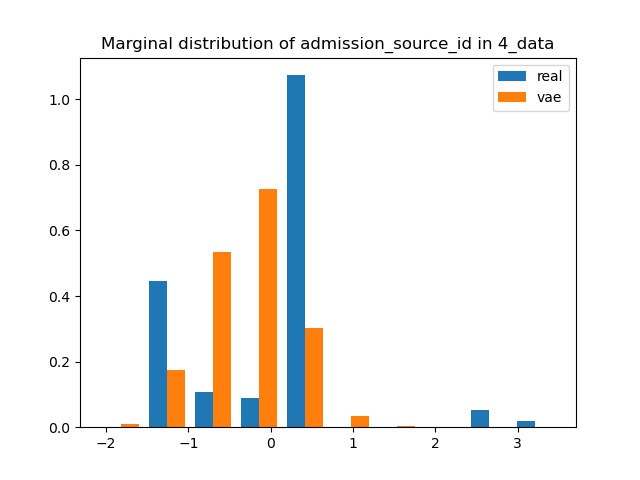 Marginal distribution of admission_source_id in 4_data
real
vae
1.0
0.8
0.6
0.4
0.2
0.0
−2 −1 0 1 2 3